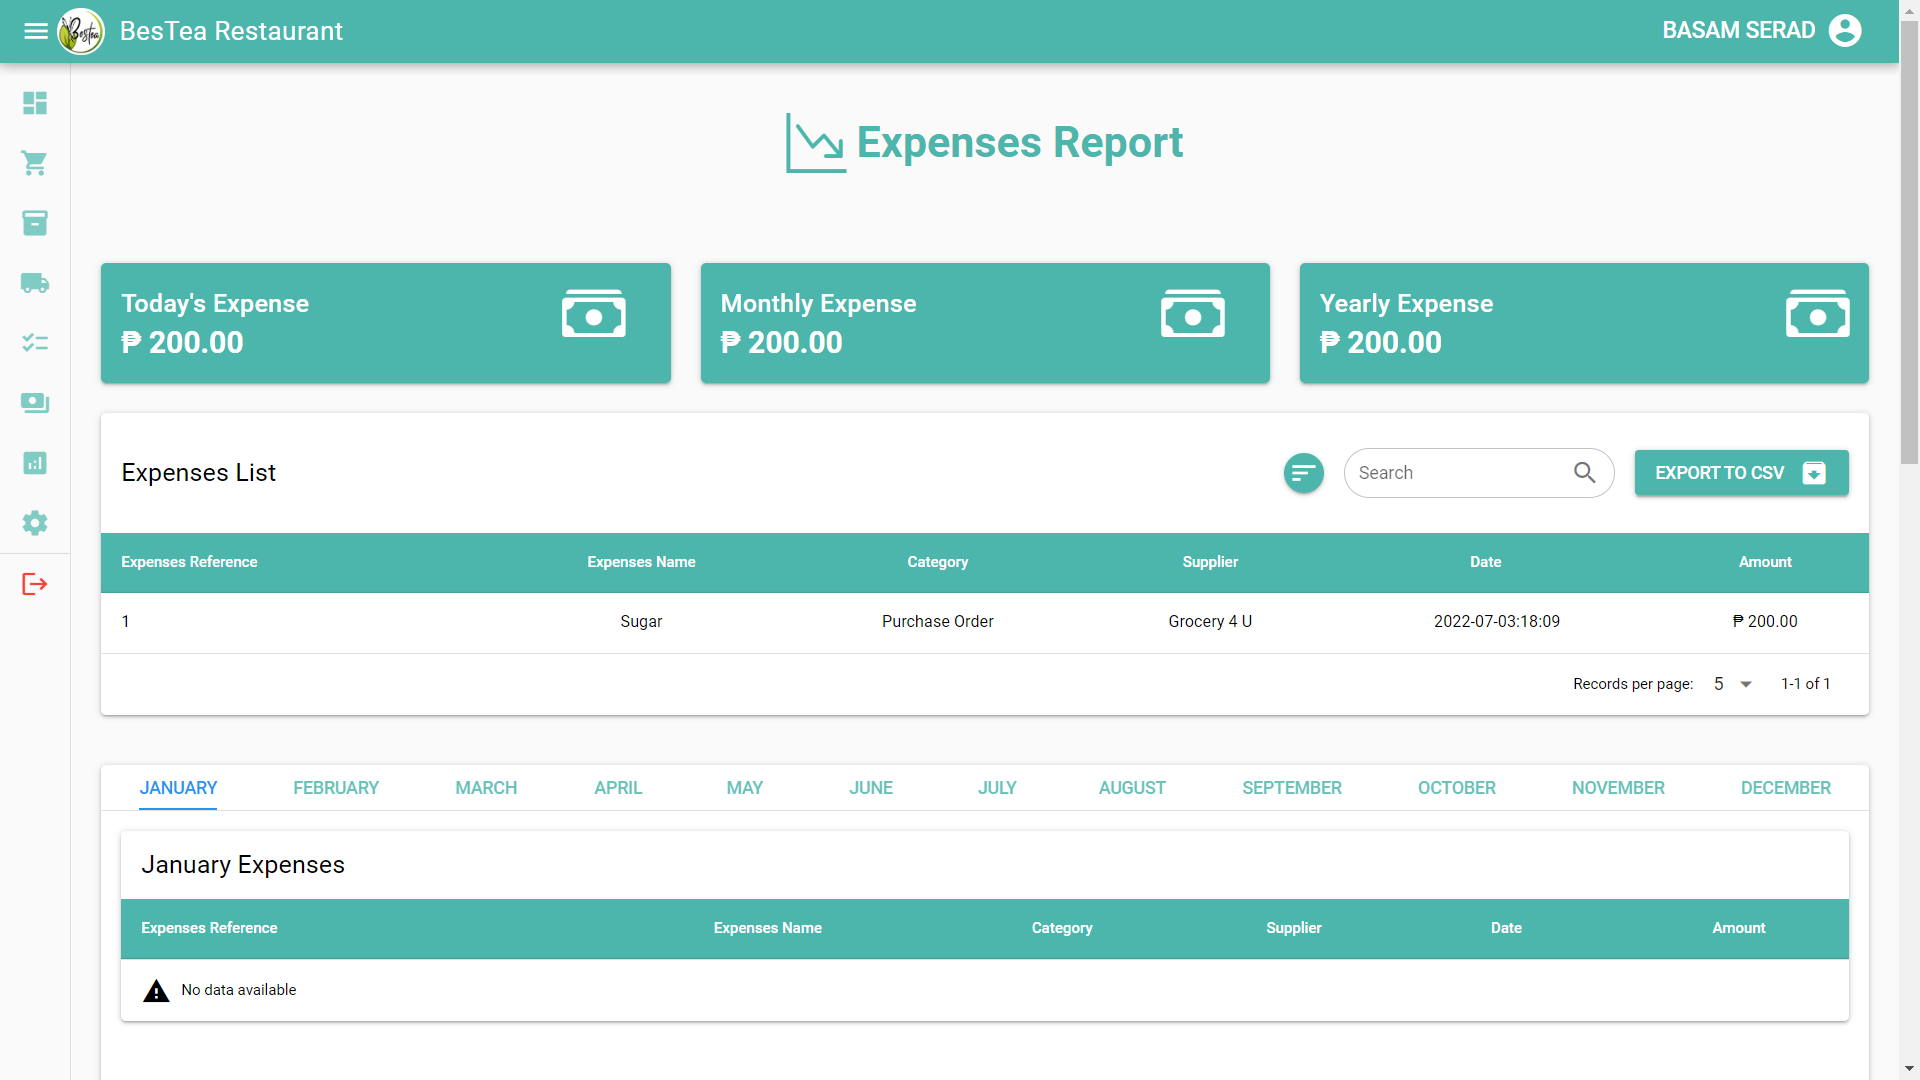 BesTea
BesTea Restaurant
BASAM SERAD
Expenses Report
Today's Expense
₱ 200.00
Monthly Expense
₱ 200.00
Yearly Expense
₱ 200.00
Expenses List
Search
EXPORT TO CSV
Expenses Reference Expenses Name Category Supplier Date Amount
1 Sugar Purchase Order Grocery 4 U 2022-07-03:18:09 ₱ 200.00
Records per page: 5 1-1 of 1
JANUARY FEBRUARY MARCH APRIL MAY JUNE JULY AUGUST SEPTEMBER OCTOBER NOVEMBER DECEMBER
January Expenses
Expenses Reference Expenses Name Category Supplier Date Amount
No data available